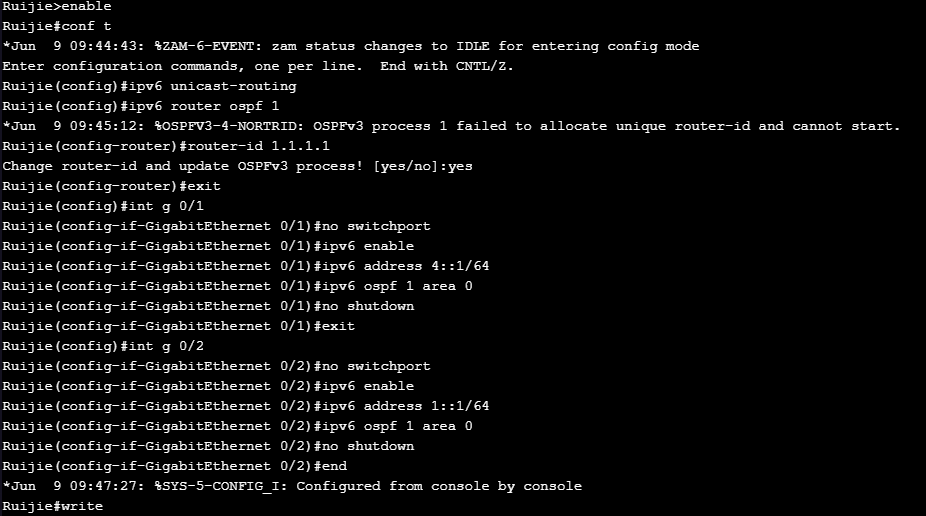 Ruijie>enable
Ruijie#conf t
*Jun  9 09:44:43: %ZAM-6-EVENT: zam status changes to IDLE for entering config mode
Enter configuration commands, one per line.  End with CNTL/Z.
Ruijie(config)#ipv6 unicast-routing
Ruijie(config)#ipv6 router ospf 1
*Jun  9 09:45:12: %OSPFV3-4-NORTRID: OSPFv3 process 1 failed to allocate unique router-id and cannot start.
Ruijie(config-router)#router-id 1.1.1.1
Change router-id and update OSPFv3 process! [yes/no]:yes
Ruijie(config-router)#exit
Ruijie(config)#int g 0/1
Ruijie(config-if-GigabitEthernet 0/1)#no switchport
Ruijie(config-if-GigabitEthernet 0/1)#ipv6 enable
Ruijie(config-if-GigabitEthernet 0/1)#ipv6 address 4::1/64
Ruijie(config-if-GigabitEthernet 0/1)#ipv6 ospf 1 area 0
Ruijie(config-if-GigabitEthernet 0/1)#no shutdown
Ruijie(config-if-GigabitEthernet 0/1)#exit
Ruijie(config)#int g 0/2
Ruijie(config-if-GigabitEthernet 0/2)#no switchport
Ruijie(config-if-GigabitEthernet 0/2)#ipv6 enable
Ruijie(config-if-GigabitEthernet 0/2)#ipv6 address 1::1/64
Ruijie(config-if-GigabitEthernet 0/2)#ipv6 ospf 1 area 0
Ruijie(config-if-GigabitEthernet 0/2)#no shutdown
Ruijie(config-if-GigabitEthernet 0/2)#end
*Jun  9 09:47:27: %SYS-5-CONFIG_I: Configured from console by console
Ruijie#write